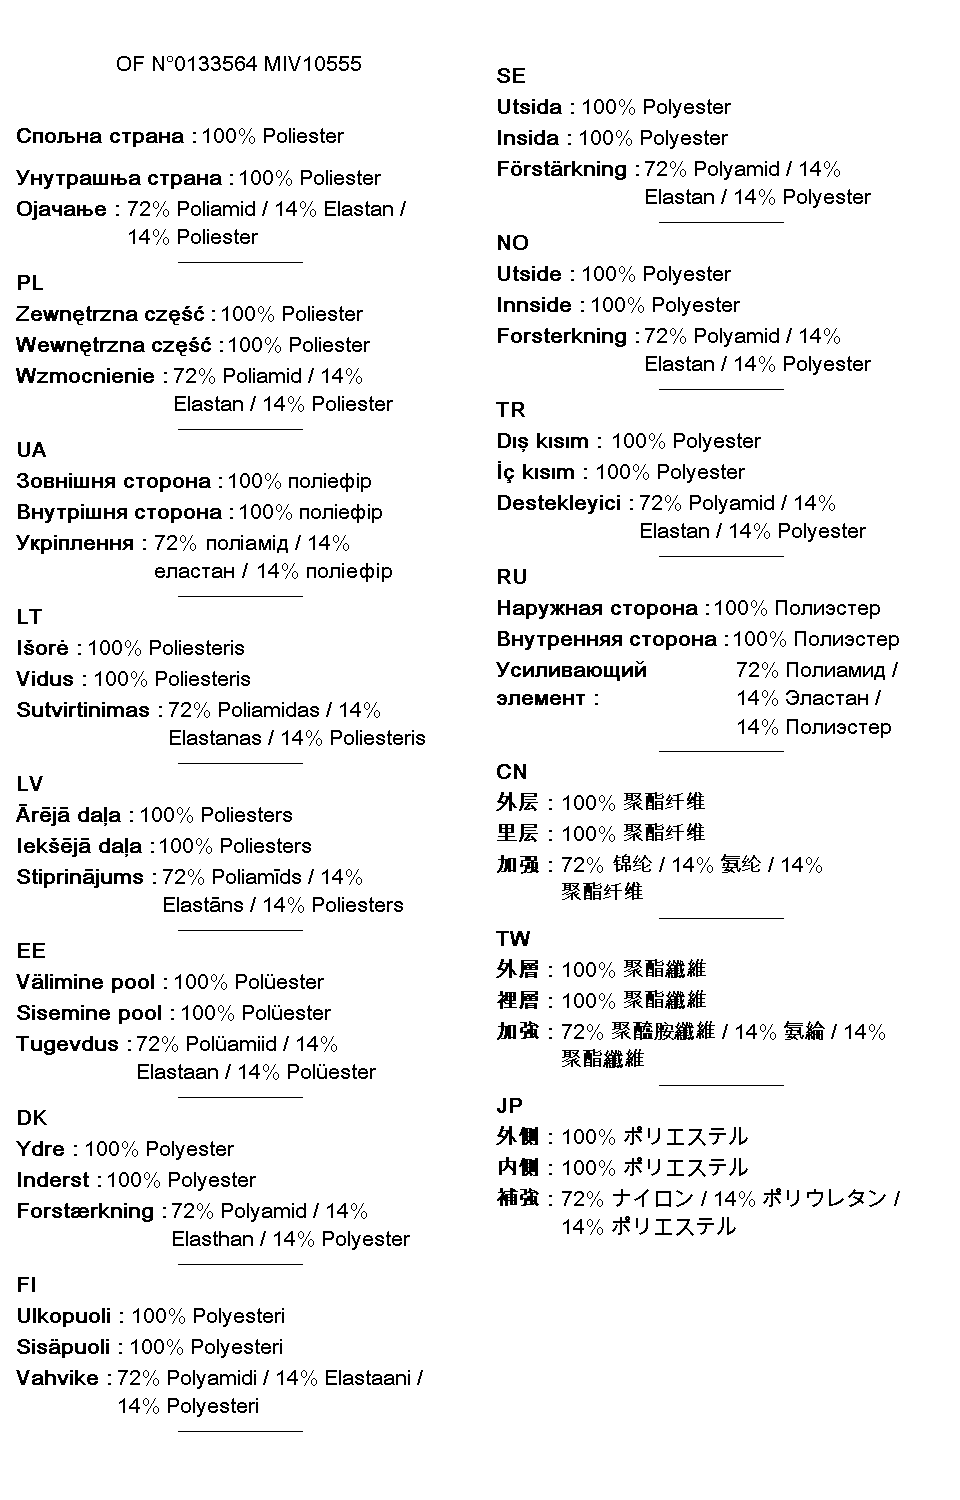 OF N°0133564 MIV10555
Спољна страна : 100% Poliester
Унутрашња страна : 100% Poliester
Ојачање : 72% Poliamid / 14% Elastan /
14% Poliester
PL
Zewnętrzna część : 100% Poliester
Wewnętrzna część : 100% Poliester
Wzmocnienie : 72% Poliamid / 14%
Elastan / 14% Poliester
UA
Зовнішня сторона : 100% поліефір
Внутрішня сторона : 100% поліефір
Укріплення : 72% поліамід / 14%
еластан / 14% поліефір
LT
Išorė : 100% Poliesteris
Vidus : 100% Poliesteris
Sutvirtinimas : 72% Poliamidas / 14%
Elastanas / 14% Poliesteris
LV
Ārējā daļa : 100% Poliesters
Iekšējā daļa : 100% Poliesters
Stiprinājums : 72% Poliamīds / 14%
Elastāns / 14% Poliesters
EE
Välimine pool : 100% Polüester
Sisemine pool : 100% Polüester
Tugevdus : 72% Polüamiid / 14%
Elastaan / 14% Polüester
DK
Ydre : 100% Polyester
Inderst : 100% Polyester
Forstærkning : 72% Polyamid / 14%
Elasthan / 14% Polyester
FI
Ulkopuoli : 100% Polyesteri
Sisäpuoli : 100% Polyesteri
Vahvike : 72% Polyamidi / 14% Elastaani /
14% Polyesteri
SE
Utsida : 100% Polyester
Insida : 100% Polyester
Förstärkning : 72% Polyamid / 14%
Elastan / 14% Polyester
NO
Utside : 100% Polyester
Innside : 100% Polyester
Forsterkning : 72% Polyamid / 14%
Elastan / 14% Polyester
TR
Dış kısım : 100% Polyester
İç kısım : 100% Polyester
Destekleyici : 72% Polyamid / 14%
Elastan / 14% Polyester
RU
Наружная сторона : 100% Полиэстер
Внутренняя сторона : 100% Полиэстер
Усиливающий 72% Полиамид /
элемент : 14% Эластан /
14% Полиэстер
CN
外层 : 100% 聚酯纤维
里层 : 100% 聚酯纤维
加强 : 72% 锦纶 / 14% 氨纶 / 14%
聚酯纤维
TW
外層 : 100% 聚酯纖維
裡層 : 100% 聚酯纖維
加強 : 72% 聚醯胺纖維 / 14% 氨綸 / 14%
聚酯纖維
JP
外側 : 100% ポリエステル
内側 : 100% ポリエステル
補強 : 72% ナイロン / 14% ポリウレタン /
14% ポリエステル